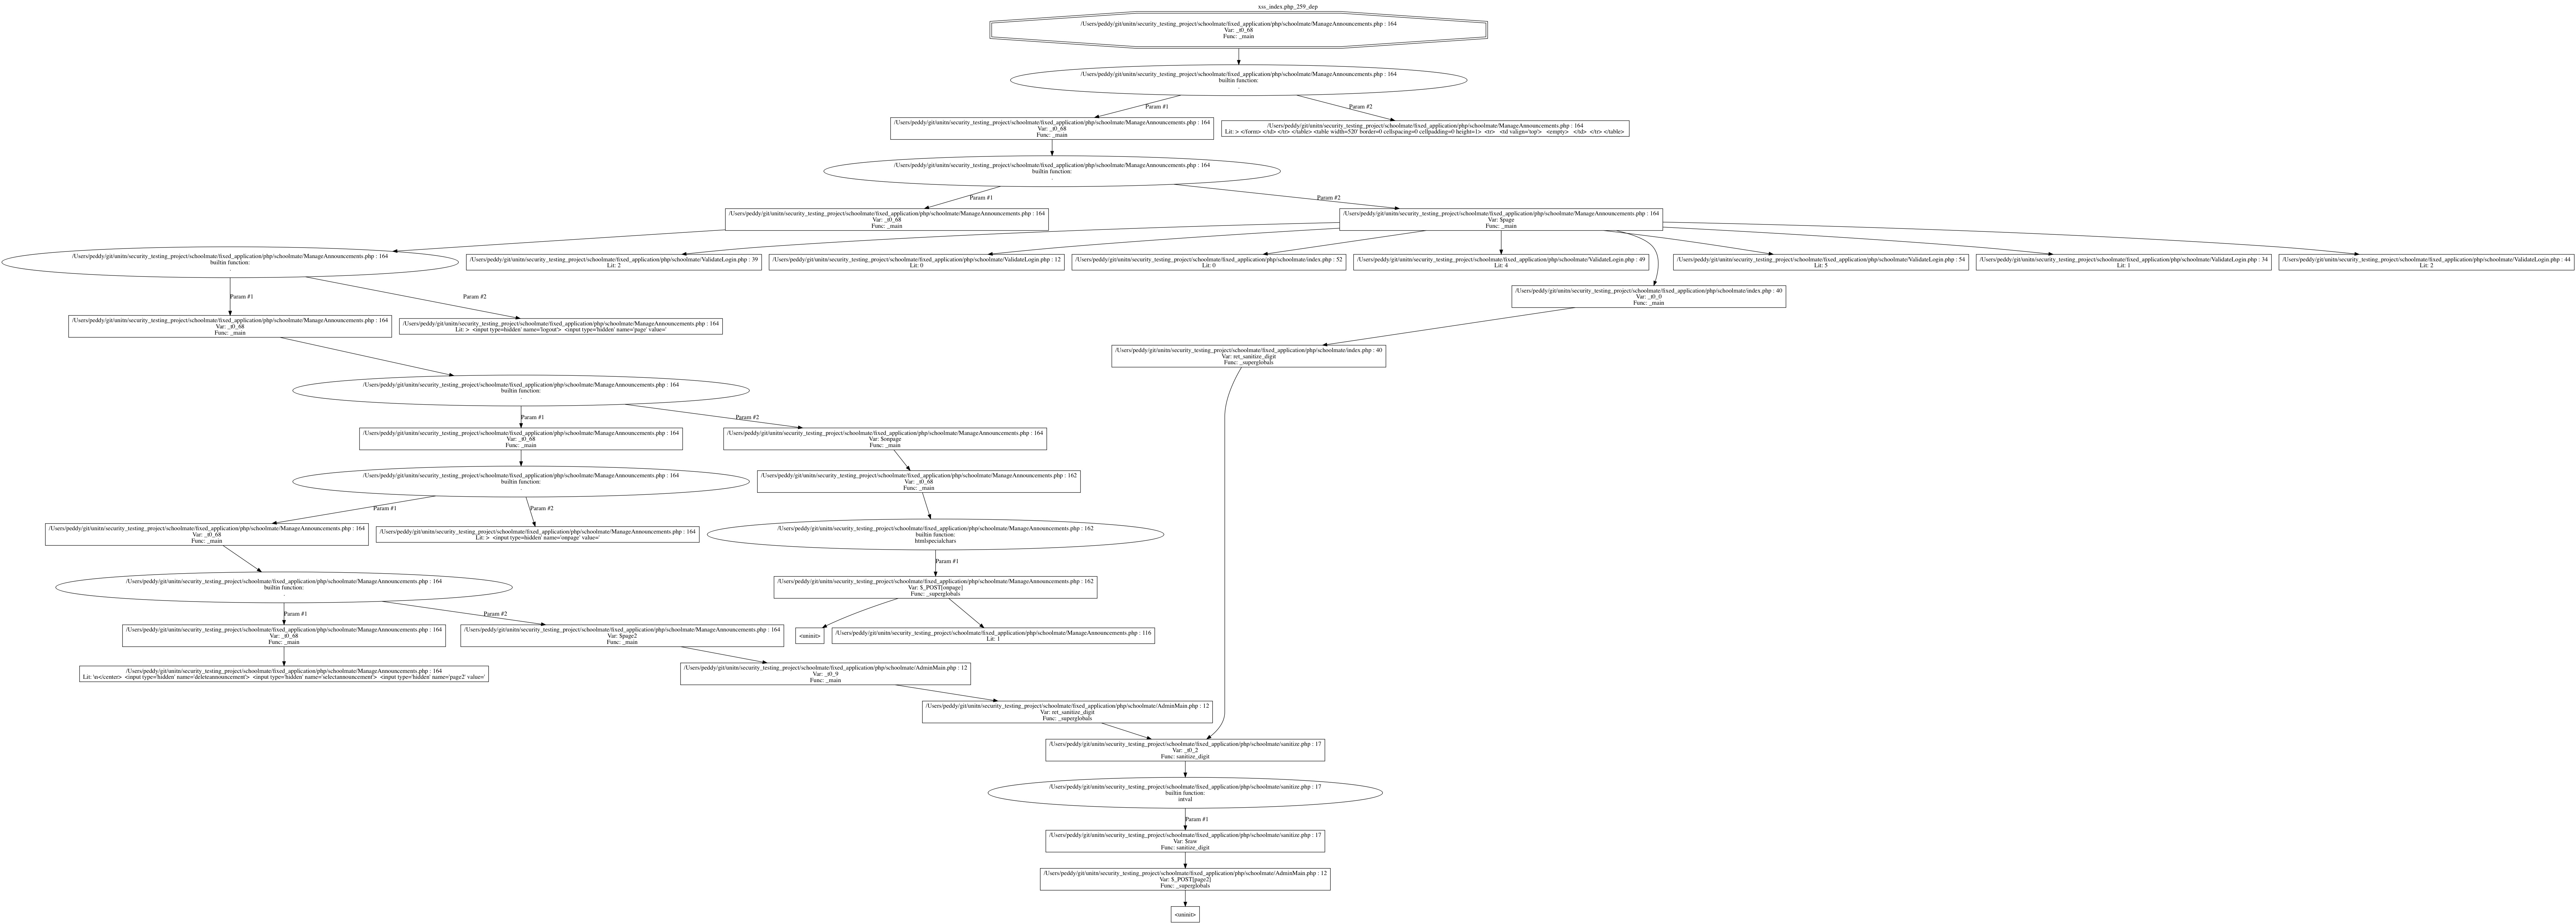 xss_index.php_259_dep
/Users/peddy/git/unitn/security_testing_project/schoolmate/fixed_application/php/schoolmate/ManageAnnouncements.php : 164
Var: _t0_68
Func: _main
/Users/peddy/git/unitn/security_testing_project/schoolmate/fixed_application/php/schoolmate/ManageAnnouncements.php : 164
builtin function:
.
Param #1
Param #2
/Users/peddy/git/unitn/security_testing_project/schoolmate/fixed_application/php/schoolmate/ManageAnnouncements.php : 164
Var: _t0_68
Func: _main
/Users/peddy/git/unitn/security_testing_project/schoolmate/fixed_application/php/schoolmate/ManageAnnouncements.php : 164
Lit: > </form> </td> </tr> </table> <table width=520' border=0 cellspacing=0 cellpadding=0 height=1> <tr> <td valign='top'> <empty> </td> </tr> </table>
/Users/peddy/git/unitn/security_testing_project/schoolmate/fixed_application/php/schoolmate/ManageAnnouncements.php : 164
builtin function:
.
Param #1
Param #2
/Users/peddy/git/unitn/security_testing_project/schoolmate/fixed_application/php/schoolmate/ManageAnnouncements.php : 164
Var: _t0_68
Func: _main
/Users/peddy/git/unitn/security_testing_project/schoolmate/fixed_application/php/schoolmate/ManageAnnouncements.php : 164
Var: $page
Func: _main
/Users/peddy/git/unitn/security_testing_project/schoolmate/fixed_application/php/schoolmate/ManageAnnouncements.php : 164
builtin function:
.
/Users/peddy/git/unitn/security_testing_project/schoolmate/fixed_application/php/schoolmate/ValidateLogin.php : 39
Lit: 2
/Users/peddy/git/unitn/security_testing_project/schoolmate/fixed_application/php/schoolmate/ValidateLogin.php : 12
Lit: 0
/Users/peddy/git/unitn/security_testing_project/schoolmate/fixed_application/php/schoolmate/index.php : 52
Lit: 0
/Users/peddy/git/unitn/security_testing_project/schoolmate/fixed_application/php/schoolmate/ValidateLogin.php : 49
Lit: 4
/Users/peddy/git/unitn/security_testing_project/schoolmate/fixed_application/php/schoolmate/ValidateLogin.php : 54
Lit: 5
/Users/peddy/git/unitn/security_testing_project/schoolmate/fixed_application/php/schoolmate/ValidateLogin.php : 34
Lit: 1
/Users/peddy/git/unitn/security_testing_project/schoolmate/fixed_application/php/schoolmate/ValidateLogin.php : 44
Lit: 2
Param #1
Param #2
/Users/peddy/git/unitn/security_testing_project/schoolmate/fixed_application/php/schoolmate/index.php : 40
Var: _t0_0
Func: _main
/Users/peddy/git/unitn/security_testing_project/schoolmate/fixed_application/php/schoolmate/ManageAnnouncements.php : 164
Var: _t0_68
Func: _main
/Users/peddy/git/unitn/security_testing_project/schoolmate/fixed_application/php/schoolmate/ManageAnnouncements.php : 164
Lit: > <input type=hidden' name='logout'> <input type='hidden' name='page' value='
/Users/peddy/git/unitn/security_testing_project/schoolmate/fixed_application/php/schoolmate/index.php : 40
Var: ret_sanitize_digit
Func: _superglobals
/Users/peddy/git/unitn/security_testing_project/schoolmate/fixed_application/php/schoolmate/ManageAnnouncements.php : 164
builtin function:
.
Param #1
Param #2
/Users/peddy/git/unitn/security_testing_project/schoolmate/fixed_application/php/schoolmate/ManageAnnouncements.php : 164
Var: _t0_68
Func: _main
/Users/peddy/git/unitn/security_testing_project/schoolmate/fixed_application/php/schoolmate/ManageAnnouncements.php : 164
Var: $onpage
Func: _main
/Users/peddy/git/unitn/security_testing_project/schoolmate/fixed_application/php/schoolmate/ManageAnnouncements.php : 164
builtin function:
.
/Users/peddy/git/unitn/security_testing_project/schoolmate/fixed_application/php/schoolmate/ManageAnnouncements.php : 162
Var: _t0_68
Func: _main
Param #1
Param #2
/Users/peddy/git/unitn/security_testing_project/schoolmate/fixed_application/php/schoolmate/ManageAnnouncements.php : 164
Var: _t0_68
Func: _main
/Users/peddy/git/unitn/security_testing_project/schoolmate/fixed_application/php/schoolmate/ManageAnnouncements.php : 164
Lit: > <input type=hidden' name='onpage' value='
/Users/peddy/git/unitn/security_testing_project/schoolmate/fixed_application/php/schoolmate/ManageAnnouncements.php : 162
builtin function:
htmlspecialchars
Param #1
/Users/peddy/git/unitn/security_testing_project/schoolmate/fixed_application/php/schoolmate/ManageAnnouncements.php : 164
builtin function:
.
/Users/peddy/git/unitn/security_testing_project/schoolmate/fixed_application/php/schoolmate/ManageAnnouncements.php : 162
Var: $_POST[onpage]
Func: _superglobals
Param #1
Param #2
/Users/peddy/git/unitn/security_testing_project/schoolmate/fixed_application/php/schoolmate/ManageAnnouncements.php : 164
Var: _t0_68
Func: _main
/Users/peddy/git/unitn/security_testing_project/schoolmate/fixed_application/php/schoolmate/ManageAnnouncements.php : 164
Var: $page2
Func: _main
<uninit>
/Users/peddy/git/unitn/security_testing_project/schoolmate/fixed_application/php/schoolmate/ManageAnnouncements.php : 116
Lit: 1
/Users/peddy/git/unitn/security_testing_project/schoolmate/fixed_application/php/schoolmate/ManageAnnouncements.php : 164
Lit: '\n</center> <input type='hidden' name='deleteannouncement'> <input type='hidden' name='selectannouncement'> <input type='hidden' name='page2' value='
/Users/peddy/git/unitn/security_testing_project/schoolmate/fixed_application/php/schoolmate/AdminMain.php : 12
Var: _t0_9
Func: _main
/Users/peddy/git/unitn/security_testing_project/schoolmate/fixed_application/php/schoolmate/AdminMain.php : 12
Var: ret_sanitize_digit
Func: _superglobals
/Users/peddy/git/unitn/security_testing_project/schoolmate/fixed_application/php/schoolmate/sanitize.php : 17
Var: _t0_2
Func: sanitize_digit
/Users/peddy/git/unitn/security_testing_project/schoolmate/fixed_application/php/schoolmate/sanitize.php : 17
builtin function:
intval
Param #1
/Users/peddy/git/unitn/security_testing_project/schoolmate/fixed_application/php/schoolmate/sanitize.php : 17
Var: $raw
Func: sanitize_digit
/Users/peddy/git/unitn/security_testing_project/schoolmate/fixed_application/php/schoolmate/AdminMain.php : 12
Var: $_POST[page2]
Func: _superglobals
<uninit>